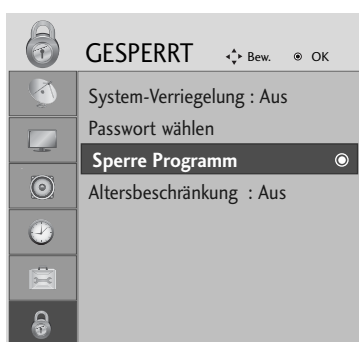 GESPERRT Bew. OK
System-Verriegelung : Aus
Passwort wählen
Sperre Programm
Altersbeschränkung : Aus